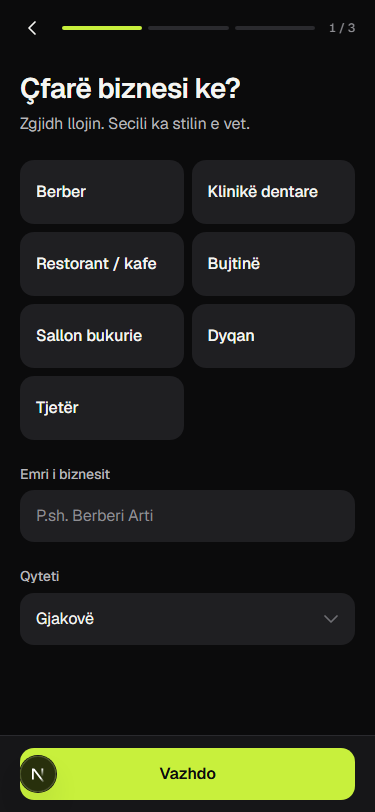 1 / 3
Çfarë biznesi ke?
Zgjidh llojin. Secili ka stilin e vet.
Berber
Klinikë dentare
Restorant / kafe
Bujtinë
Sallon bukurie
Dyqan
Tjetër
Emri i biznesit
P.sh. Berberi Arti
Qyteti
Gjakovë
N
Vazhdo